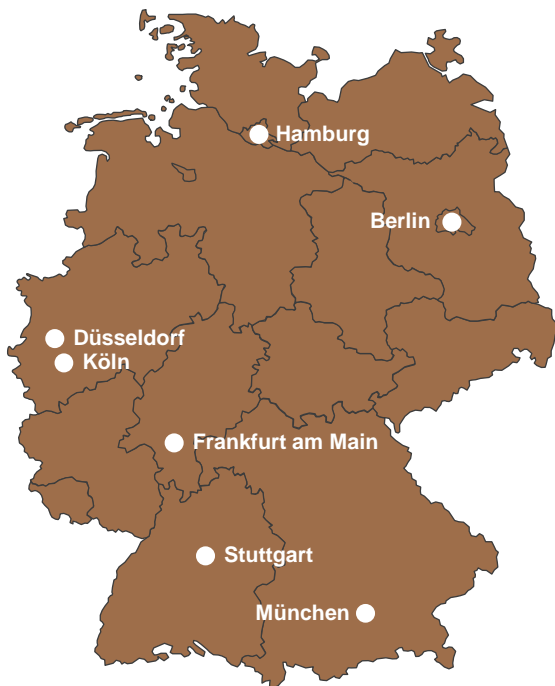 Hamburg
Berlin
Düsseldorf
Köln
Frankfurt am Main
Stuttgart
München